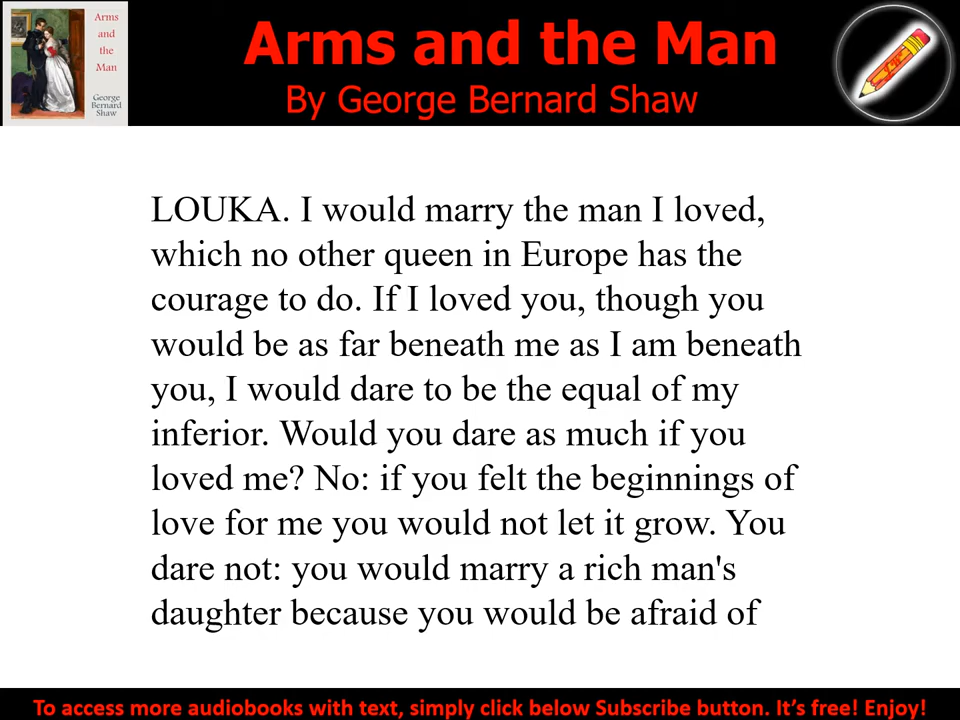 Arms
and
the
Man
George
Bernard
Shaw
Arms and the Man
By George Bernard Shaw
LOUKA. I would marry the man I loved,
which no other queen in Europe has the
courage to do. If I loved you, though you
would be as far beneath me as I am beneath
you, I would dare to be the equal of my
inferior. Would you dare as much if you
loved me? No: if you felt the beginnings of
love for me you would not let it grow. You
dare not: you would marry a rich man's
daughter because you would be afraid of
To access more audiobooks with text, simply click below Subscribe button. It's free! Enjoy!